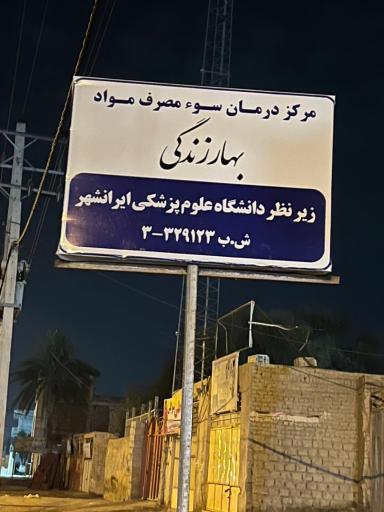 مرکز درمان سوء مصرف مواد
بهار زندگی
زیر نظر دانشگاه علوم پزشکی ایرانشهر
ش.ب ۳۲۹۱۲۳-۳